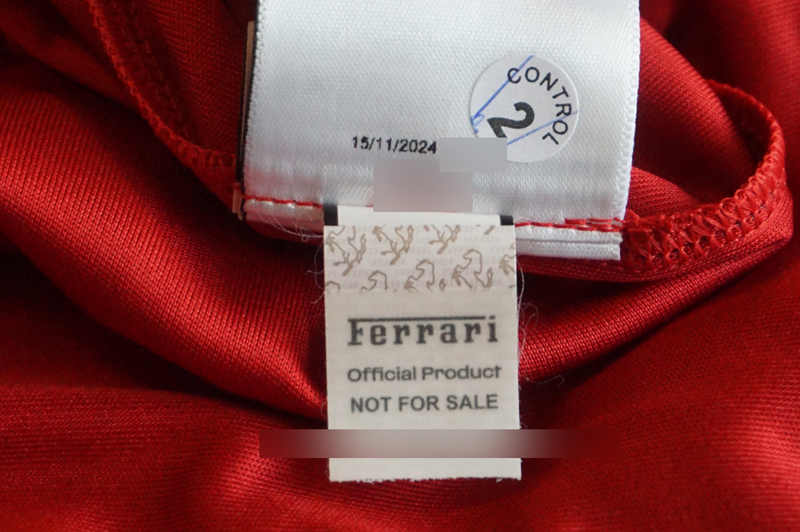 CONTROL
2
15/11/2024
Ferrari
Official Product
NOT FOR SALE